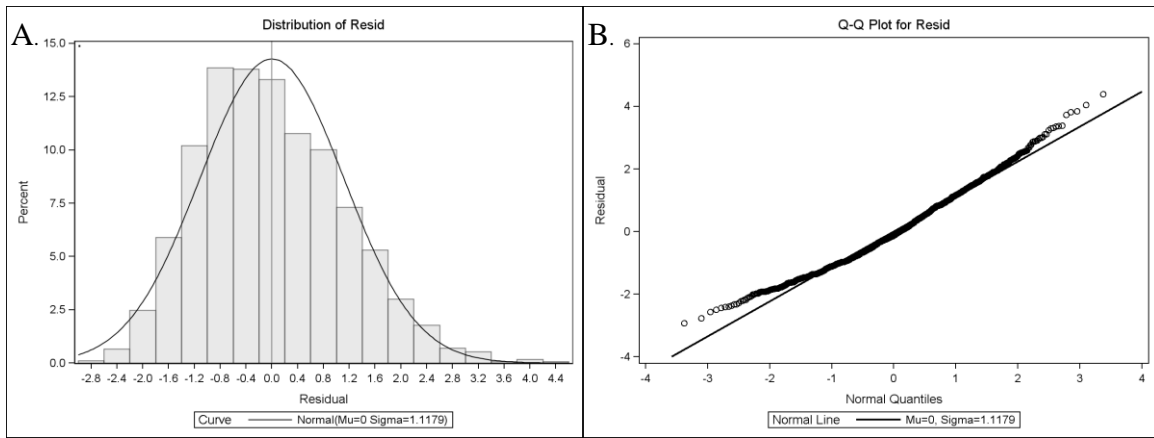 A.
Distribution of Resid
15.0
12.5
10.0
7.5
5.0
2.5
0.0
Percent
-2.8 -2.4 -2.0 -1.6 -1.2 -0.8 -0.4 0.0 0.4 0.8 1.2 1.6 2.0 2.4 2.8 3.2 3.6 4.0 4.4
Residual
Curve Normal(Mu=0 Sigma=1.1179)
B.
Q-Q Plot for Resid
6
4
2
0
-2
-4
Residual
-4 -3 -2 -1 0 1 2 3 4
Normal Quantiles
Normal Line Mu=0, Sigma=1.1179